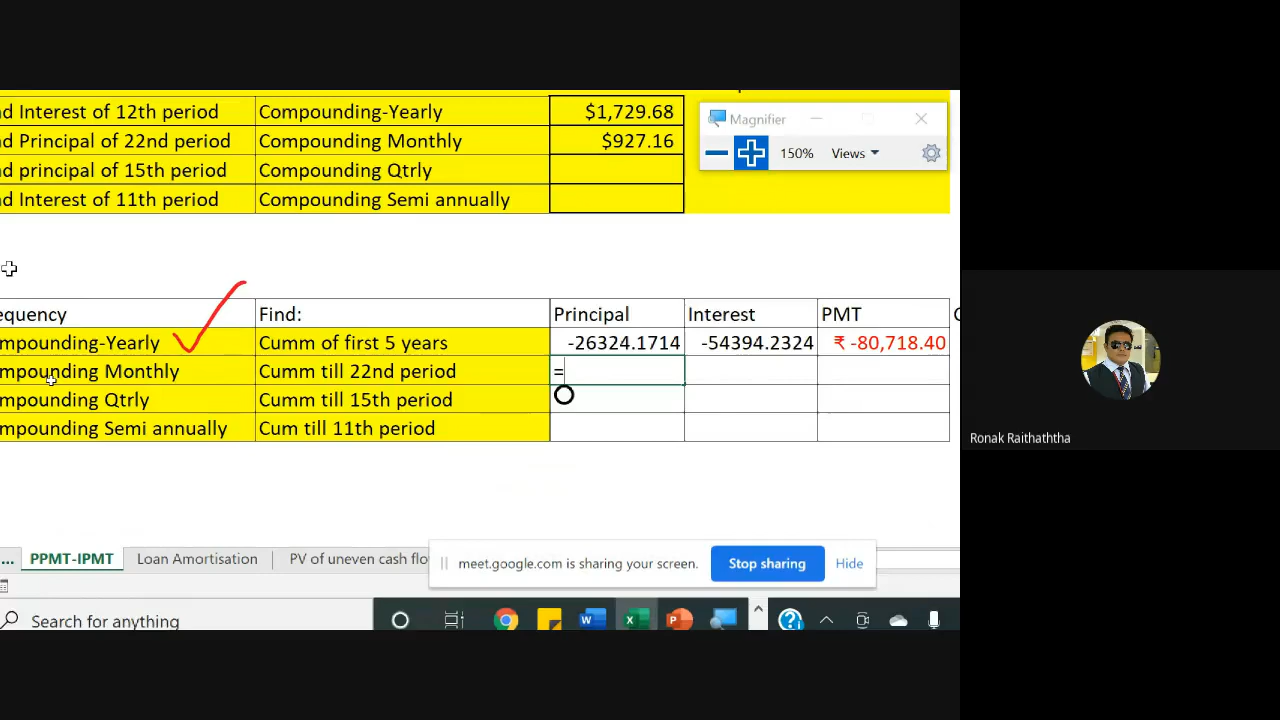 nd Interest of 12th period Compounding-Yearly $1,729.68
nd Principal of 22nd period Compounding Monthly $927.16
nd principal of 15th period Compounding Qtrly
nd Interest of 11th period Compounding Semi annually
Magnifier
150% Views
equency Find: Principal Interest PMT
mpounding-Yearly Cumm of first 5 years -26324.1714 -54394.2324 ₹ -80,718.40
mpounding Monthly Cumm till 22nd period =
mpounding Qtrly Cumm till 15th period
mpounding Semi annually Cum till 11th period
Ronak Raithaththa
... PPMT-IPMT Loan Amortisation PV of uneven cash flo
meet.google.com is sharing your screen. Stop sharing Hide
Search for anything